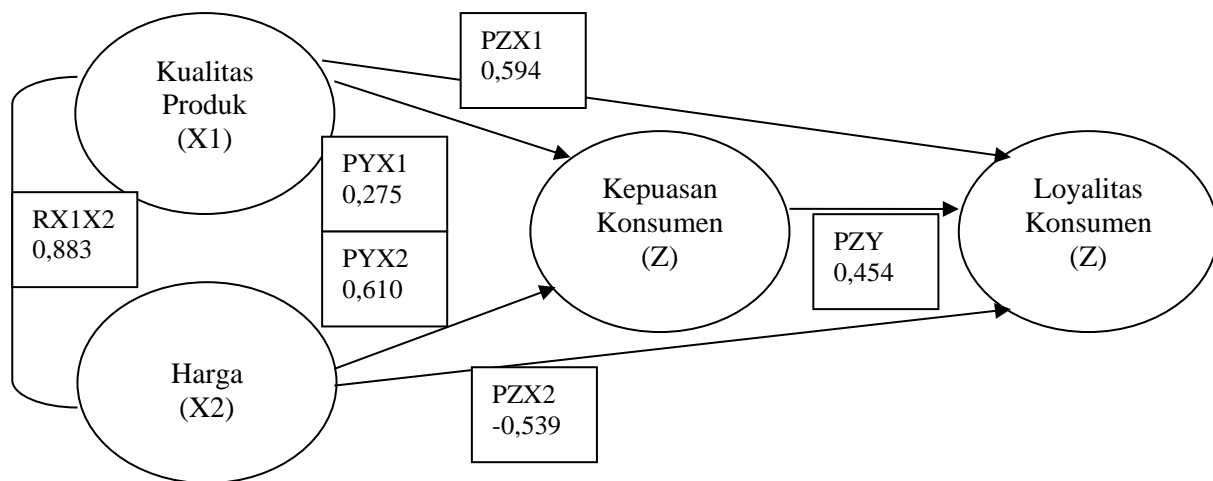 PZX1
0,594
Kualitas
Produk
(X1)
PYX1
0,275
RX1X2
0,883
PYX2
0,610
Kepuasan
Konsumen
(Z)
PZY
0,454
Loyalitas
Konsumen
(Z)
Harga
(X2)
PZX2
-0,539